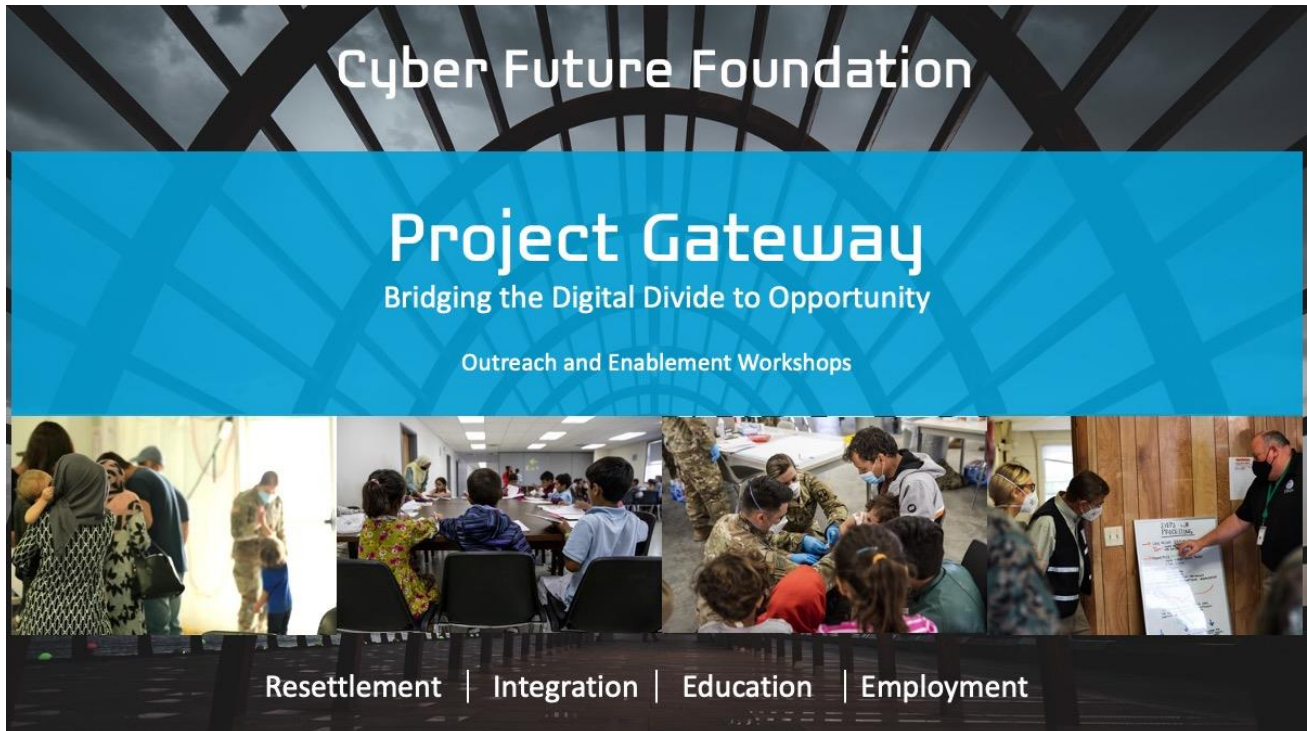 Cyber Future Foundation
Project Gateway
Bridging the Digital Divide to Opportunity
Outreach and Enablement Workshops
Resettlement | Integration | Education | Employment